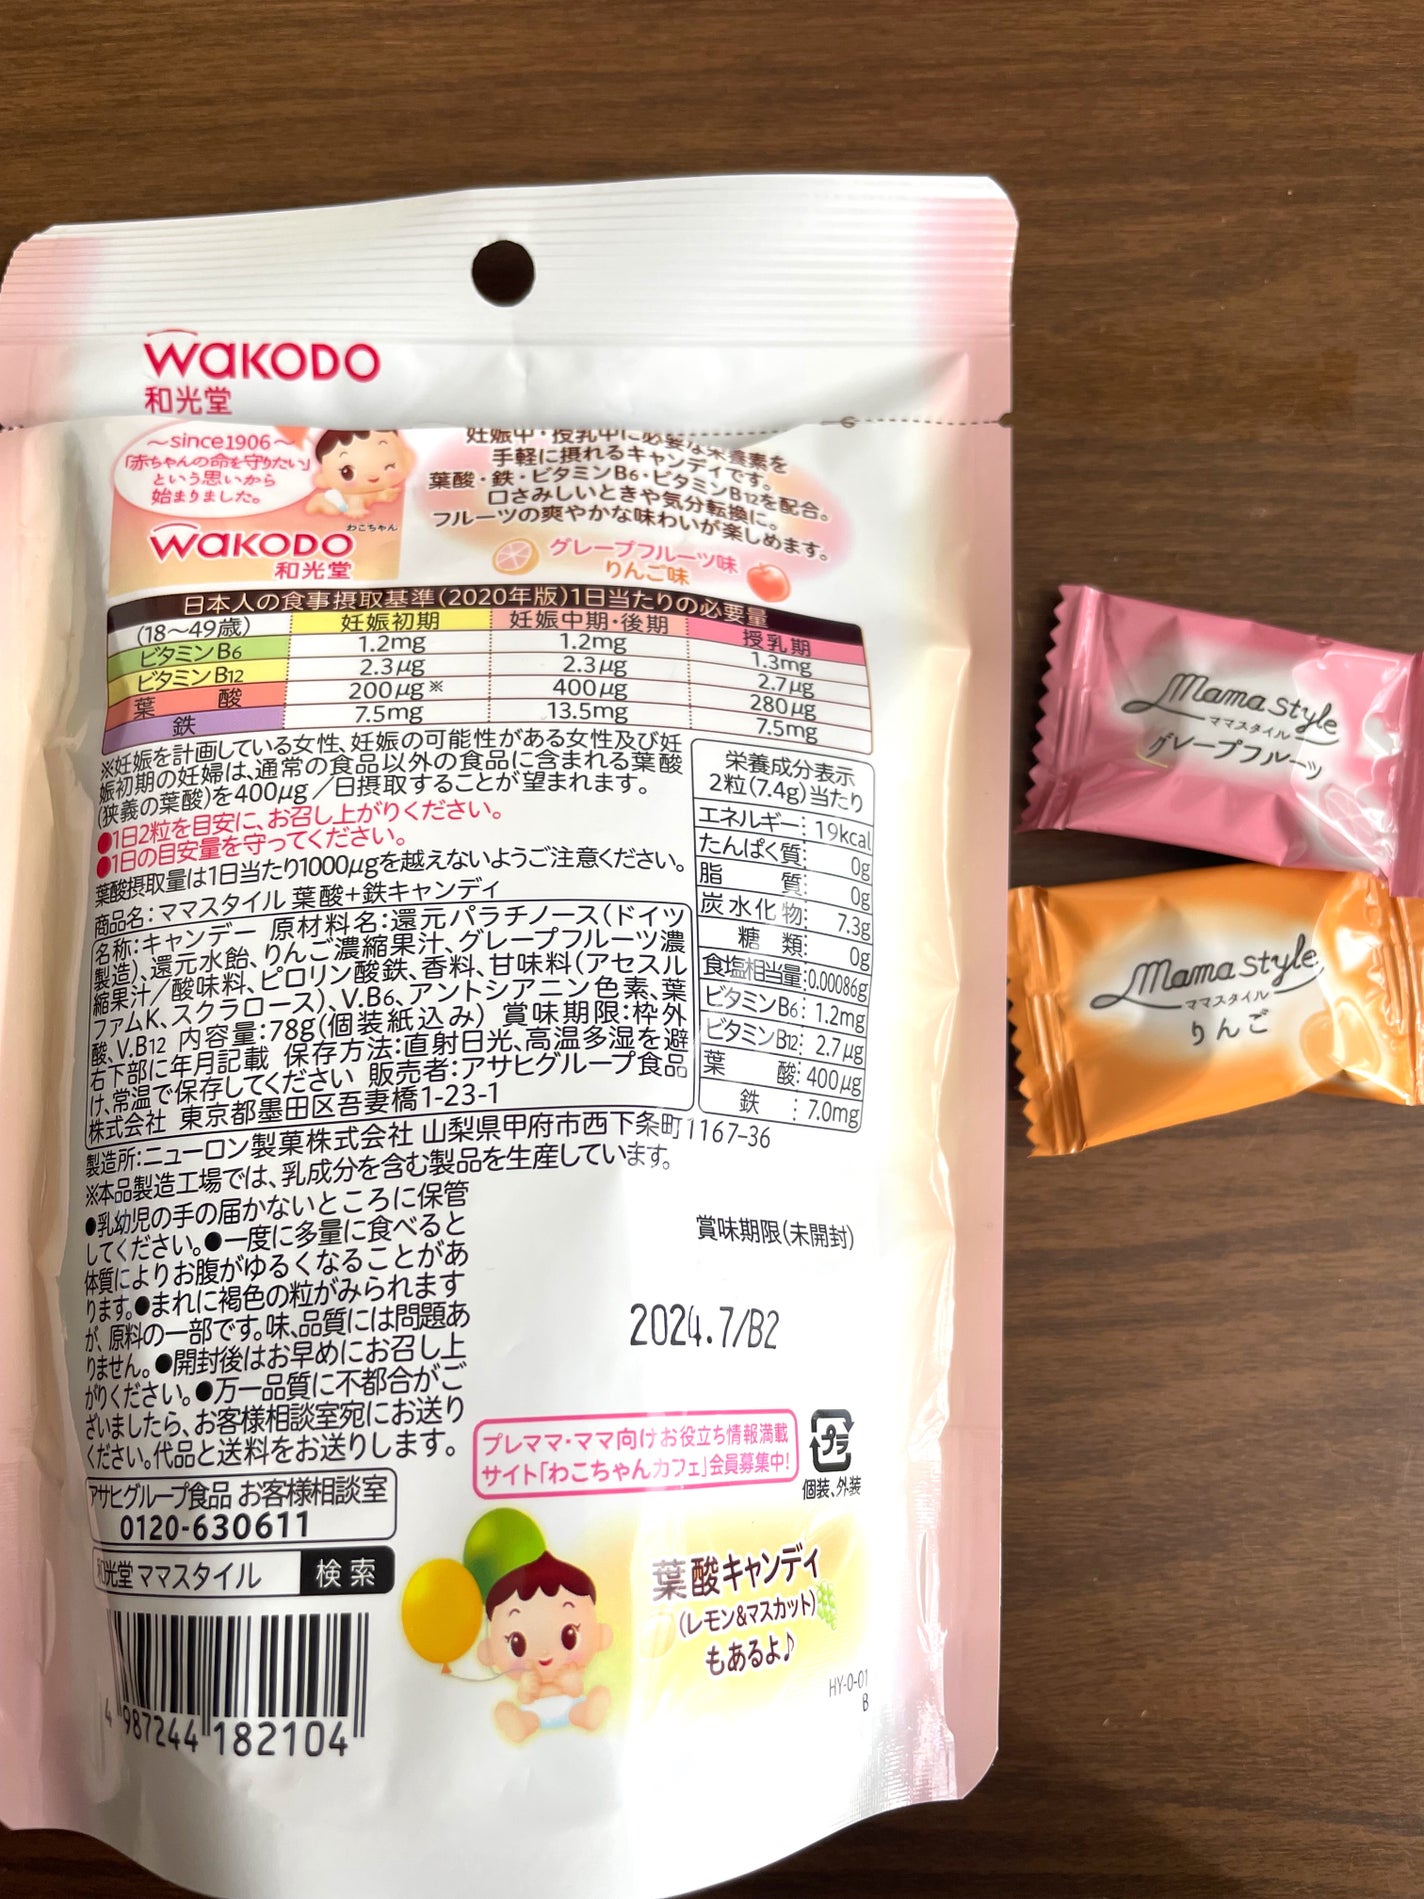 WAKODO
和光堂
～since1906～
「赤ちゃんの命を守りたい」
という思いから
始まりました。
わこちゃん
WAKODO
和光堂
妊娠中・授乳中に必要な栄養素を
手軽に摂れるキャンディです。
葉酸・鉄・ビタミンB6・ビタミンB12を配合。
口さみしいときや気分転換に。
フルーツの爽やかな味わいが楽しめます。
グレープフルーツ味
りんご味
日本人の食事摂取基準(2020年版)1日当たりの必要量
(18～49歳) 妊娠初期 妊娠中期・後期 授乳期
ビタミンB6 1.2mg 1.2mg 1.3mg
ビタミンB12 2.3μg 2.3μg 2.7μg
葉酸 200μg※ 400μg 280μg
鉄 7.5mg 13.5mg 7.5mg
※妊娠を計画している女性、妊娠の可能性がある女性及び妊
娠初期の妊婦は、通常の食品以外の食品に含まれる葉酸
(狭義の葉酸)を400μg／日摂取することが望まれます。
●1日2粒を目安に、お召し上がりください。
●1日の目安量を守ってください。
葉酸摂取量は1日当たり1000μgを越えないようご注意ください。
商品名：ママスタイル 葉酸+鉄キャンディ
名称：キャンデー 原材料名：還元パラチノース(ドイツ
製造)、還元水飴、りんご濃縮果汁、グレープフルーツ濃
縮果汁／酸味料、ピロリン酸鉄、香料、甘味料(アセスル
ファムK、スクラロース)、V.B6、アントシアニン色素、葉
酸、V.B12 内容量：78g(個装紙込み) 賞味期限：枠外
右下部に年月記載 保存方法：直射日光、高温多湿を避
け、常温で保存してください 販売者：アサヒグループ食品
株式会社 東京都墨田区吾妻橋1-23-1
栄養成分表示
2粒(7.4g)当たり
エネルギー：19kcal
たんぱく質：0g
脂質：0g
炭水化物：7.3g
糖類：0g
食塩相当量：0.00086g
ビタミンB6：1.2mg
ビタミンB12：2.7μg
葉酸：400μg
鉄：7.0mg
製造所：ニューロン製菓株式会社 山梨県甲府市西下条町1167-36
※本品製造工場では、乳成分を含む製品を生産しています。
●乳幼児の手の届かないところに保管
してください。●一度に多量に食べると
体質によりお腹がゆるくなることがあ
ります。●まれに褐色の粒がみられます
が、原料の一部です。味、品質には問題あ
りません。●開封後はお早めにお召し上
がりください。●万一品質に不都合がご
ざいましたら、お客様相談室宛にお送り
ください。代品と送料をお送りします。
賞味期限(未開封)
2024.7/B2
アサヒグループ食品 お客様相談室
0120-630611
和光堂 ママスタイル 検索
プレママ・ママ向けお役立ち情報満載
サイト「わこちゃんカフェ」会員募集中!
プラ
個装、外装
葉酸キャンディ
(レモン&マスカット)
もあるよ♪
HY-0-01
B
4 987244 182104
Mama style
ママスタイル
グレープフルーツ
Mama style
ママスタイル
りんご